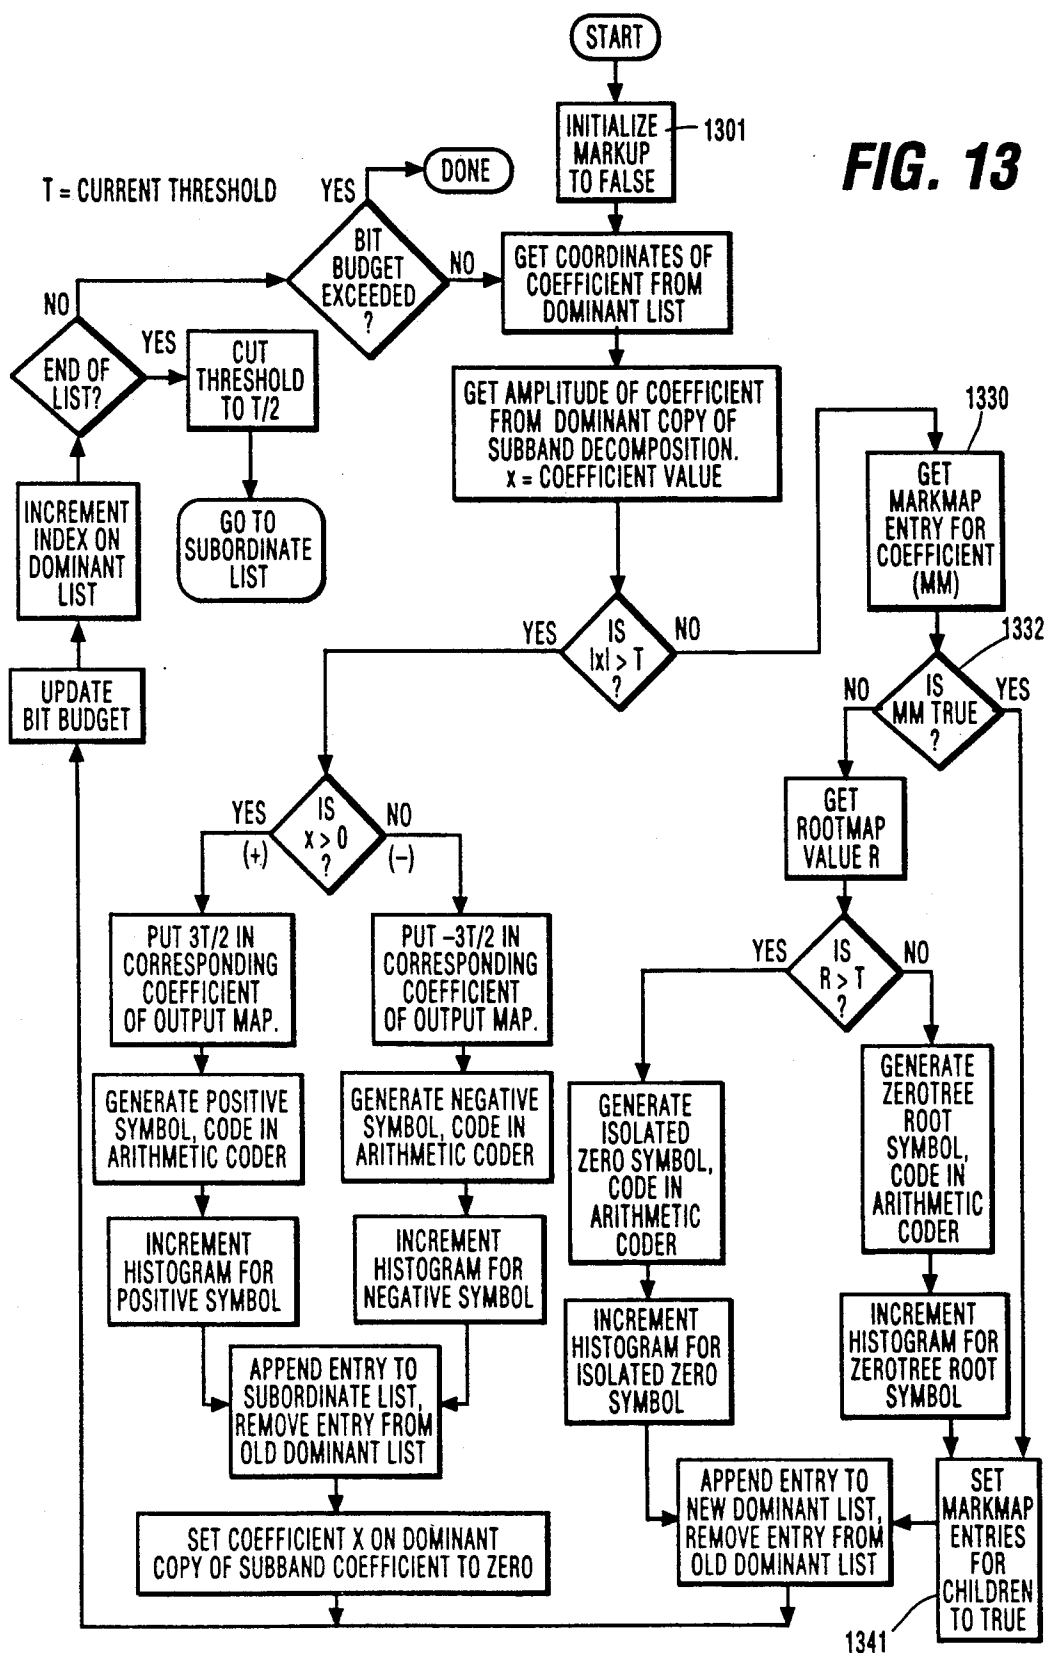 START
INITIALIZE
MARKUP
TO FALSE
1301
FIG. 13
T = CURRENT THRESHOLD
YES
DONE
BIT
BUDGET
EXCEEDED
?
NO
GET COORDINATES OF
COEFFICIENT FROM
DOMINANT LIST
NO
END OF
LIST?
YES
CUT
THRESHOLD
TO T/2
GO TO
SUBORDINATE
LIST
INCREMENT
INDEX ON
DOMINANT
LIST
UPDATE
BIT BUDGET
GET AMPLITUDE OF COEFFICIENT
FROM DOMINANT COPY OF
SUBBAND DECOMPOSITION.
x = COEFFICIENT VALUE
1330
GET
MARKMAP
ENTRY FOR
COEFFICIENT
(MM)
YES
IS
|x| > T
?
NO
1332
NO
IS
MM TRUE
?
YES
GET
ROOTMAP
VALUE R
YES
(+)
IS
x > 0
?
NO
(−)
YES
IS
R > T
?
NO
PUT 3T/2 IN
CORRESPONDING
COEFFICIENT
OF OUTPUT MAP.
PUT −3T/2 IN
CORRESPONDING
COEFFICIENT
OF OUTPUT MAP.
GENERATE POSITIVE
SYMBOL, CODE IN
ARITHMETIC CODER
GENERATE NEGATIVE
SYMBOL, CODE IN
ARITHMETIC CODER
GENERATE
ISOLATED
ZERO SYMBOL,
CODE IN
ARITHMETIC
CODER
GENERATE
ZEROTREE
ROOT
SYMBOL,
CODE IN
ARITHMETIC
CODER
INCREMENT
HISTOGRAM FOR
POSITIVE SYMBOL
INCREMENT
HISTOGRAM FOR
NEGATIVE SYMBOL
INCREMENT
HISTOGRAM FOR
ISOLATED ZERO
SYMBOL
INCREMENT
HISTOGRAM FOR
ZEROTREE ROOT
SYMBOL
APPEND ENTRY TO
SUBORDINATE LIST,
REMOVE ENTRY FROM
OLD DOMINANT LIST
SET COEFFICIENT X ON DOMINANT
COPY OF SUBBAND COEFFICIENT TO ZERO
APPEND ENTRY TO
NEW DOMINANT LIST,
REMOVE ENTRY FROM
OLD DOMINANT LIST
SET
MARKMAP
ENTRIES
FOR
CHILDREN
TO TRUE
1341